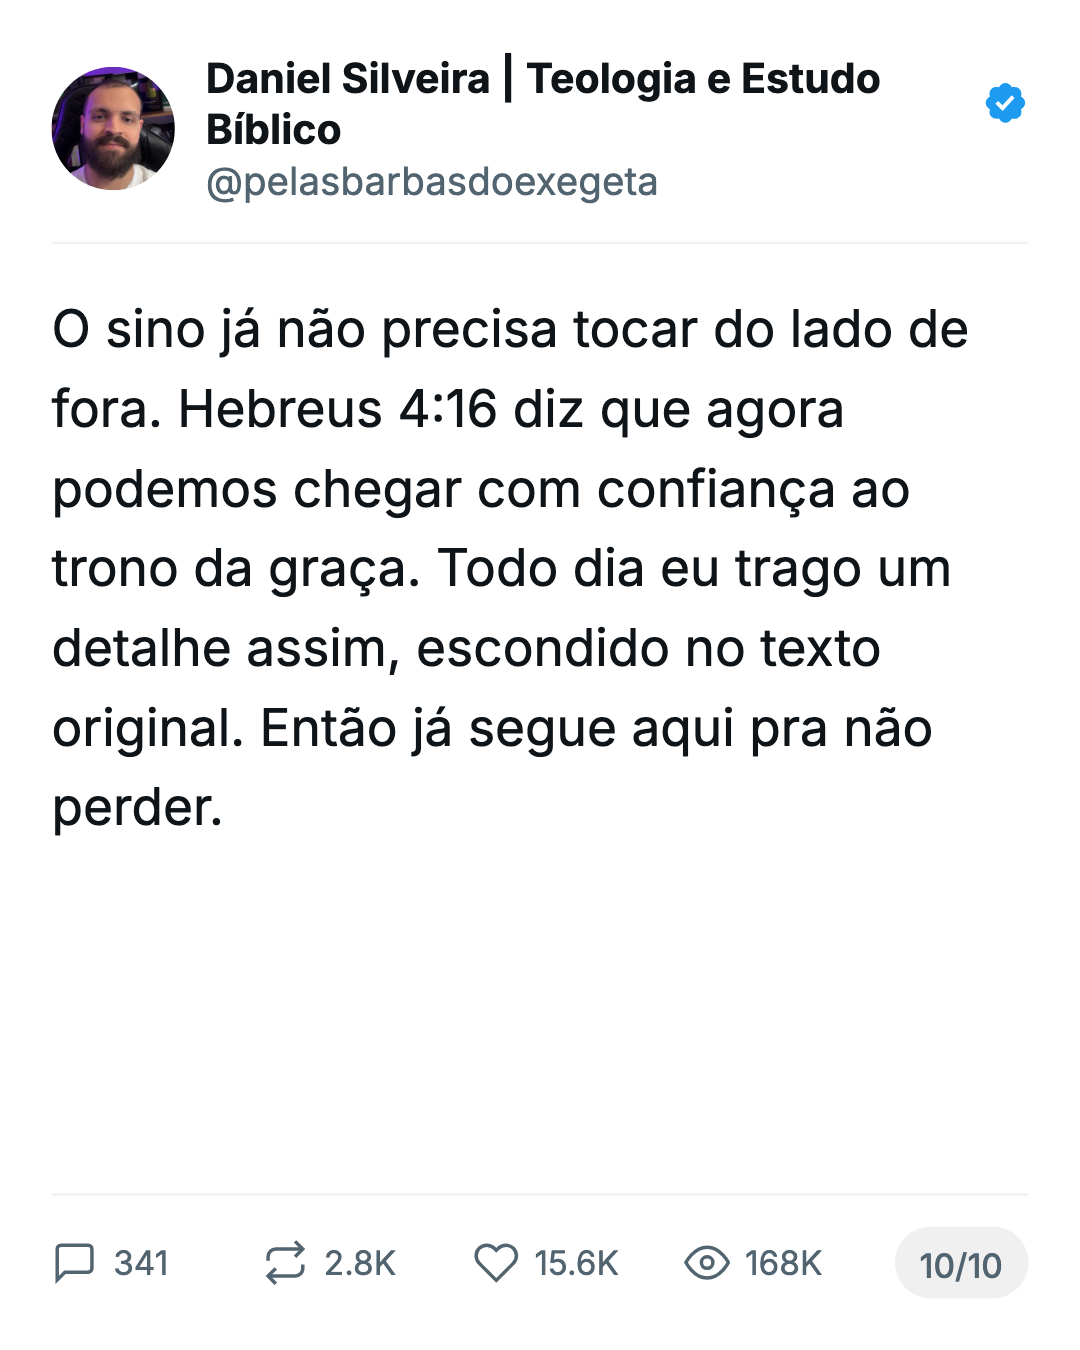 Daniel Silveira | Teologia e Estudo
Bíblico
@pelasbarbasdoexegeta
O sino já não precisa tocar do lado de
fora. Hebreus 4:16 diz que agora
podemos chegar com confiança ao
trono da graça. Todo dia eu trago um
detalhe assim, escondido no texto
original. Então já segue aqui pra não
perder.
341 2.8K 15.6K 168K 10/10